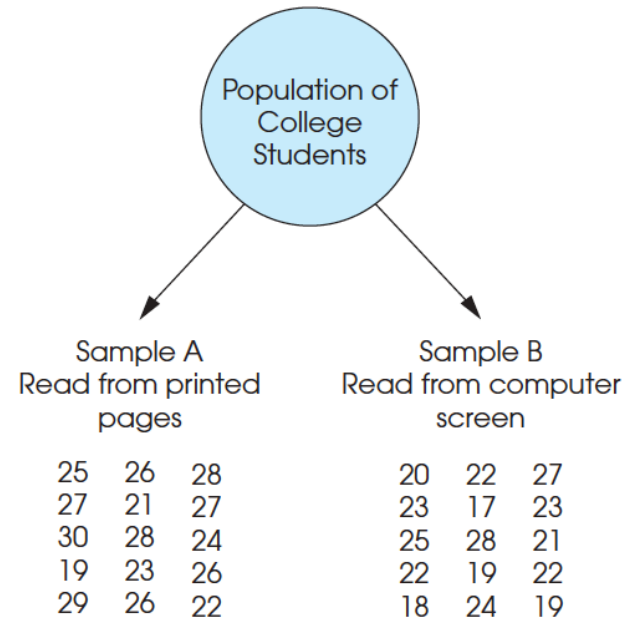 Population of
College
Students
Sample A
Read from printed
pages
25 26 28
27 21 27
30 28 24
19 23 26
29 26 22
Sample B
Read from computer
screen
20 22 27
23 17 23
25 28 21
22 19 22
18 24 19